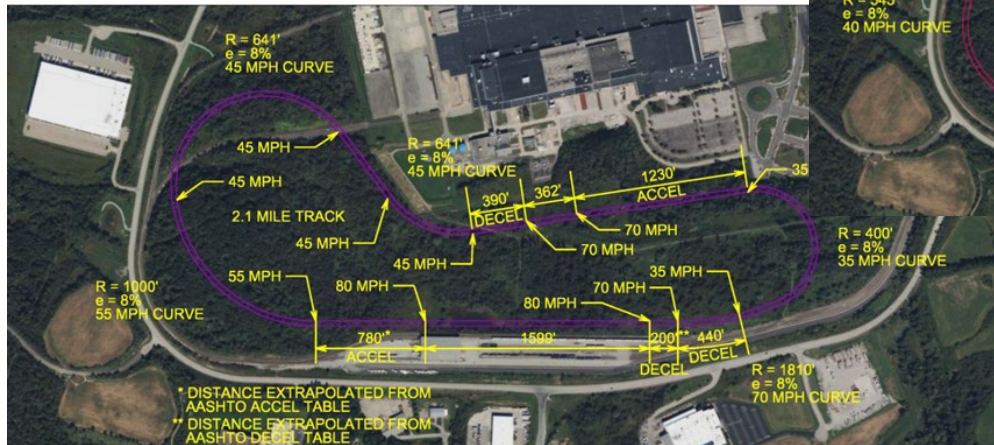 R = 641'
e = 8%
45 MPH CURVE
e = 8%
40 MPH CURVE
45 MPH
R = 641'
e = 8%
45 MPH CURVE
1230'
ACCEL
362'
390'
DECEL
35
45 MPH
2.1 MILE TRACK
70 MPH
45 MPH
70 MPH
45 MPH
R = 400'
e = 8%
35 MPH CURVE
55 MPH
80 MPH
35 MPH
70 MPH
80 MPH
R = 1000'
e = 8%
55 MPH CURVE
780'*
ACCEL
1599'
200'**
DECEL
440'
DECEL
R = 1810'
e = 8%
70 MPH CURVE
* DISTANCE EXTRAPOLATED FROM
AASHTO ACCEL TABLE
** DISTANCE EXTRAPOLATED FROM
AASHTO DECEL TABLE